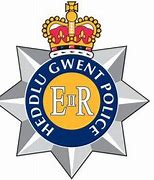 HEDDLU GWENT POLICE
EIIR